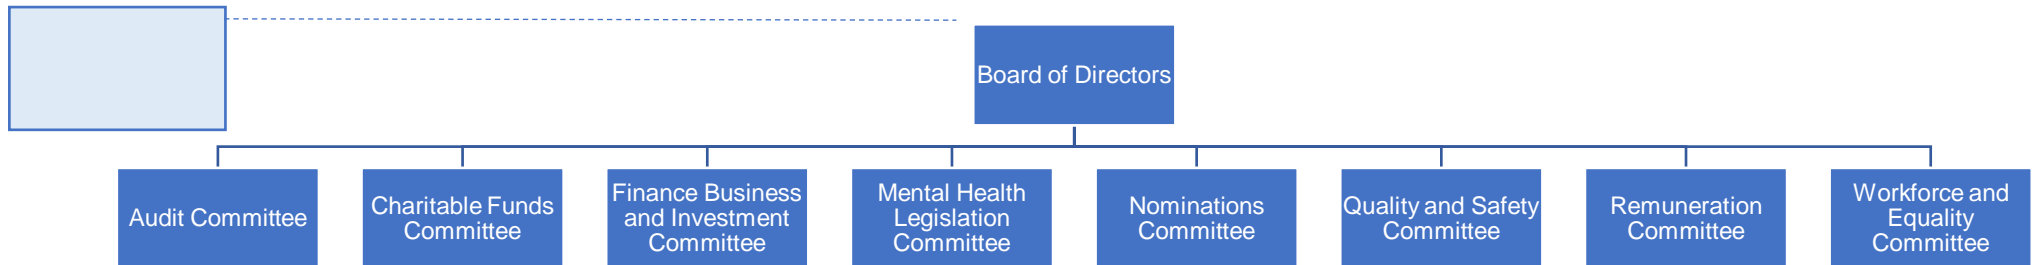 Board of Directors
Audit Committee
Charitable Funds
Committee
Finance Business
and Investment
Committee
Mental Health
Legislation
Committee
Nominations
Committee
Quality and Safety
Committee
Remuneration
Committee
Workforce and
Equality
Committee